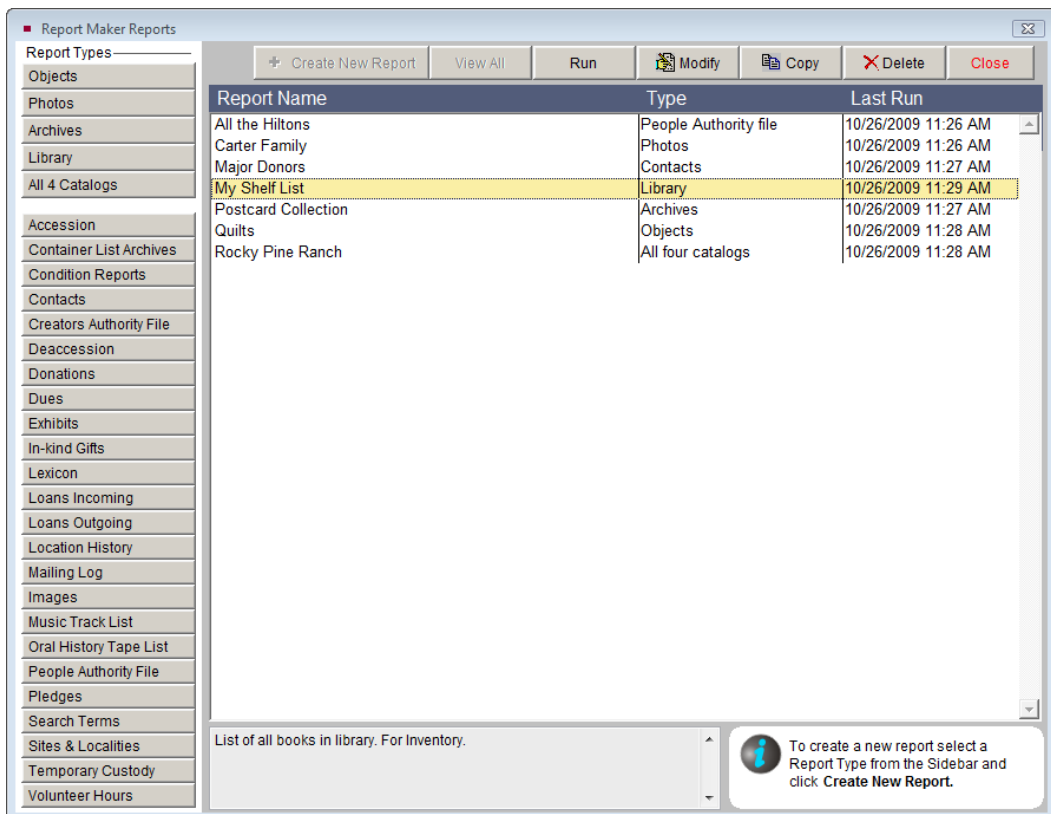 Report Maker Reports
Report Types
Objects
Photos
Archives
Library
All 4 Catalogs
Accession
Container List Archives
Condition Reports
Contacts
Creators Authority File
Deaccession
Donations
Dues
Exhibits
In-kind Gifts
Lexicon
Loans Incoming
Loans Outgoing
Location History
Mailing Log
Images
Music Track List
Oral History Tape List
People Authority File
Pledges
Search Terms
Sites & Localities
Temporary Custody
Volunteer Hours
Create New Report View All Run Modify Copy Delete Close
Report Name Type Last Run
All the Hiltons People Authority file 10/26/2009 11:26 AM
Carter Family Photos 10/26/2009 11:26 AM
Major Donors Contacts 10/26/2009 11:27 AM
My Shelf List Library 10/26/2009 11:29 AM
Postcard Collection Archives 10/26/2009 11:27 AM
Quilts Objects 10/26/2009 11:28 AM
Rocky Pine Ranch All four catalogs 10/26/2009 11:28 AM
List of all books in library. For Inventory.
To create a new report select a
Report Type from the Sidebar and
click Create New Report.